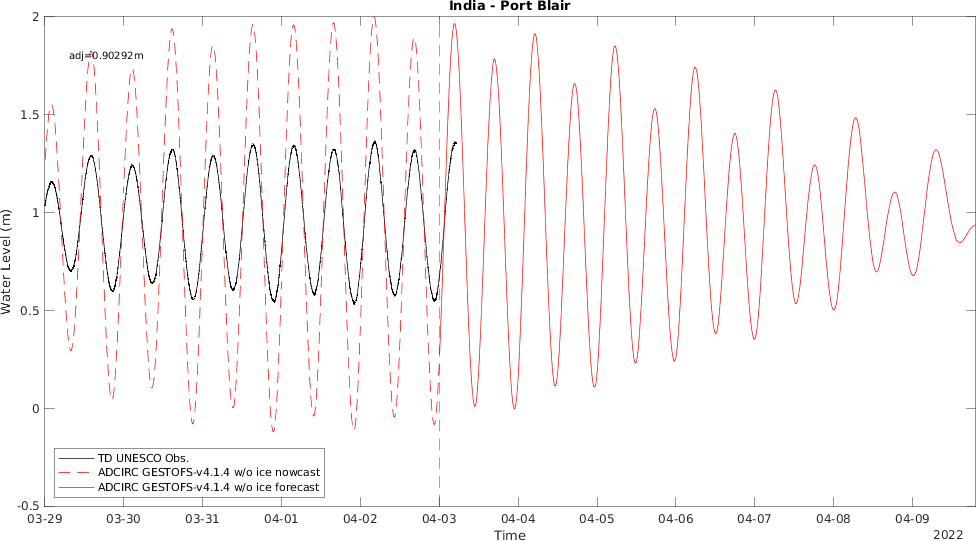 India - Port Blair
2
adj=0.90292m
1.5
1
0.5
0
-0.5
Water Level (m)
TD UNESCO Obs.
ADCIRC GESTOFS-v4.1.4 w/o ice nowcast
ADCIRC GESTOFS-v4.1.4 w/o ice forecast
03-29 03-30 03-31 04-01 04-02 04-03 04-04 04-05 04-06 04-07 04-08 04-09
Time
2022